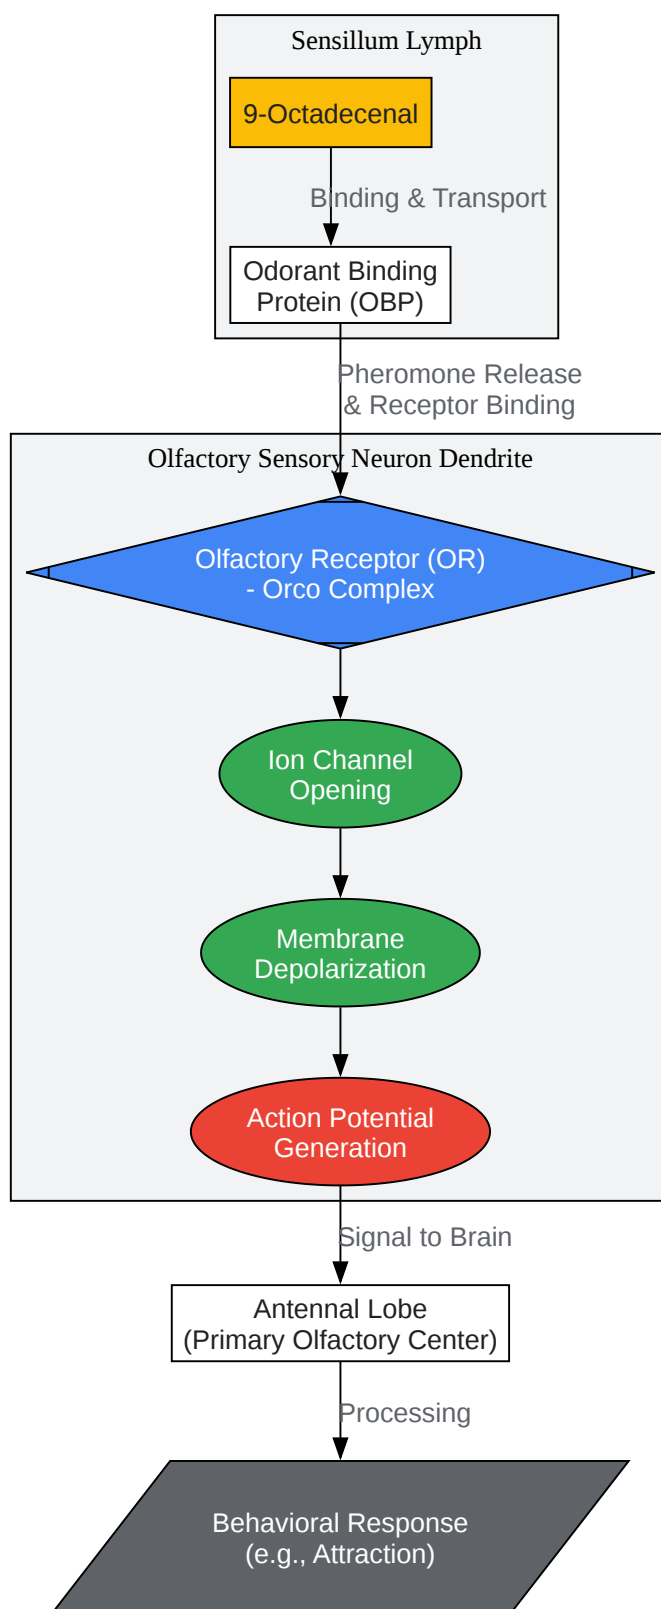 Sensillum Lymph
9-Octadecenal
Binding & Transport
Odorant Binding
Protein (OBP)
Pheromone Release
& Receptor Binding
Olfactory Sensory Neuron Dendrite
Olfactory Receptor (OR)
- Orco Complex
Ion Channel
Opening
Membrane
Depolarization
Action Potential
Generation
Signal to Brain
Antennal Lobe
(Primary Olfactory Center)
Processing
Behavioral Response
(e.g., Attraction)